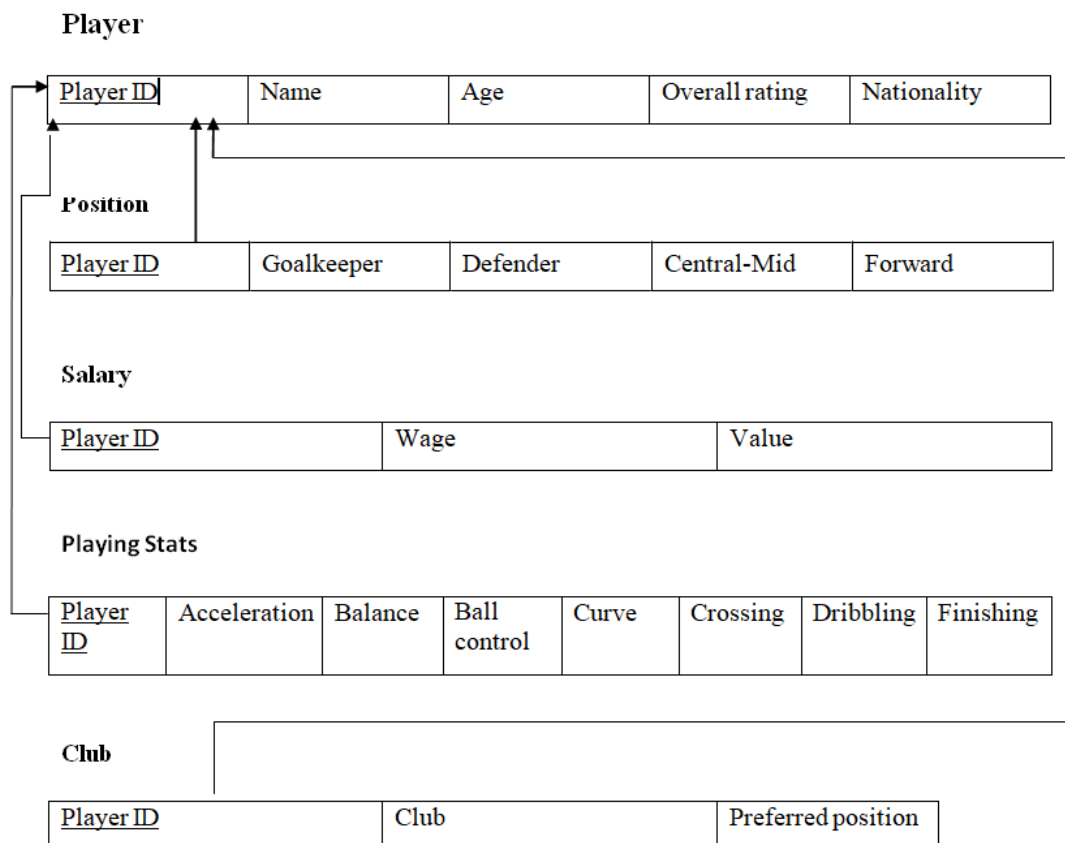 Player
Player ID Name Age Overall rating Nationality
Position
Player ID Goalkeeper Defender Central-Mid Forward
Salary
Player ID Wage Value
Playing Stats
Player Acceleration Balance Ball Curve Crossing Dribbling Finishing
ID control
Club
Player ID Club Preferred position